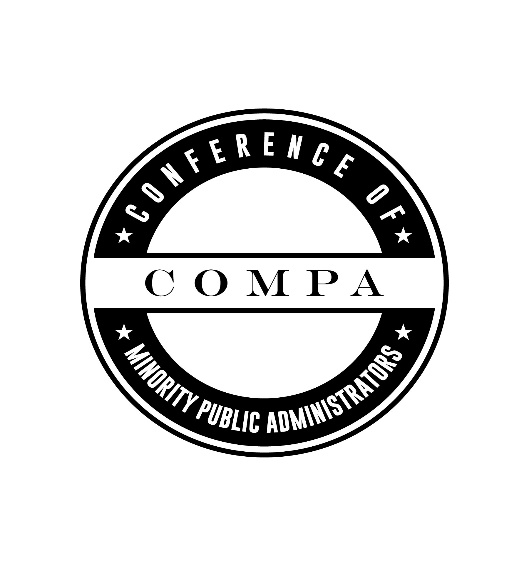 CONFERENCE OF
COMPA
MINORITY PUBLIC ADMINISTRATORS